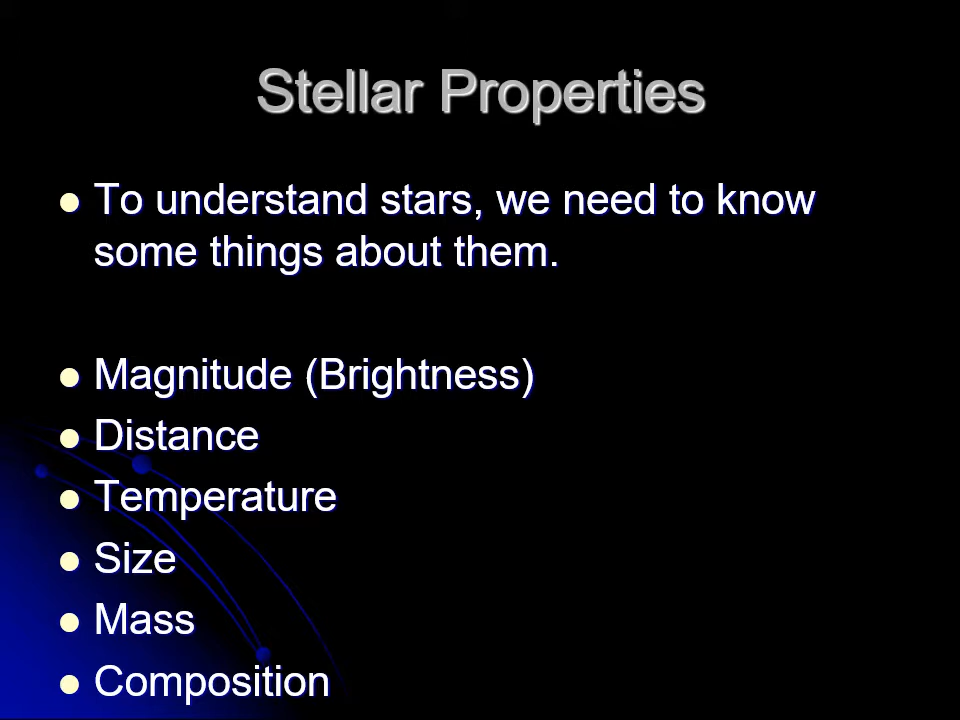 Stellar Properties
To understand stars, we need to know
some things about them.
Magnitude (Brightness)
Distance
Temperature
Size
Mass
Composition